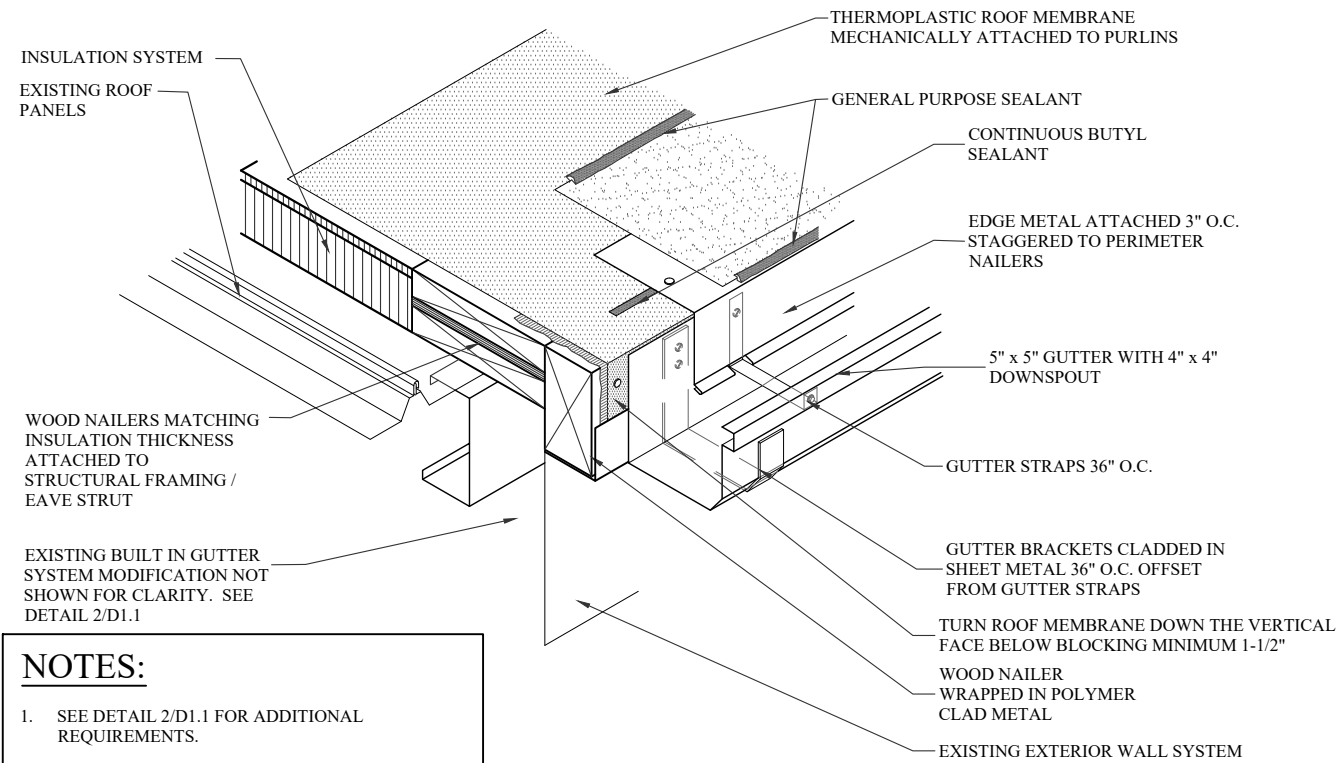 INSULATION SYSTEM
EXISTING ROOF
PANELS
WOOD NAILERS MATCHING
INSULATION THICKNESS
ATTACHED TO
STRUCTURAL FRAMING /
EAVE STRUT
EXISTING BUILT IN GUTTER
SYSTEM MODIFICATION NOT
SHOWN FOR CLARITY. SEE
DETAIL 2/D1.1
THERMOPLASTIC ROOF MEMBRANE
MECHANICALLY ATTACHED TO PURLINS
GENERAL PURPOSE SEALANT
CONTINUOUS BUTYL
SEALANT
EDGE METAL ATTACHED 3" O.C.
STAGGERED TO PERIMETER
NAILERS
5" x 5" GUTTER WITH 4" x 4"
DOWNSPOUT
GUTTER STRAPS 36" O.C.
GUTTER BRACKETS CLADDED IN
SHEET METAL 36" O.C. OFFSET
FROM GUTTER STRAPS
TURN ROOF MEMBRANE DOWN THE VERTICAL
FACE BELOW BLOCKING MINIMUM 1-1/2"
WOOD NAILER
WRAPPED IN POLYMER
CLAD METAL
EXISTING EXTERIOR WALL SYSTEM
NOTES:
1. SEE DETAIL 2/D1.1 FOR ADDITIONAL
REQUIREMENTS.